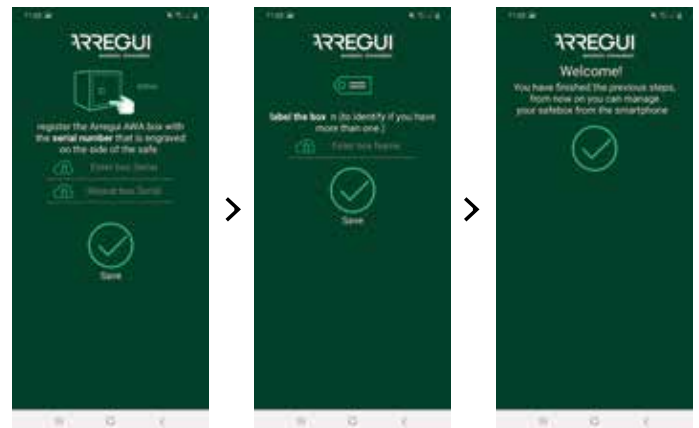 ARREGUI
register the Arregui AWA box with
the serial number that is engraved
on the side of the safe
Enter box Serial
Repeat box Serial
Save
ARREGUI
label the box n (to identify if you have
more than one.)
Enter box Name
Save
ARREGUI
Welcome!
You have finished the previous steps,
from now on you can manage
your safebox from the smartphone